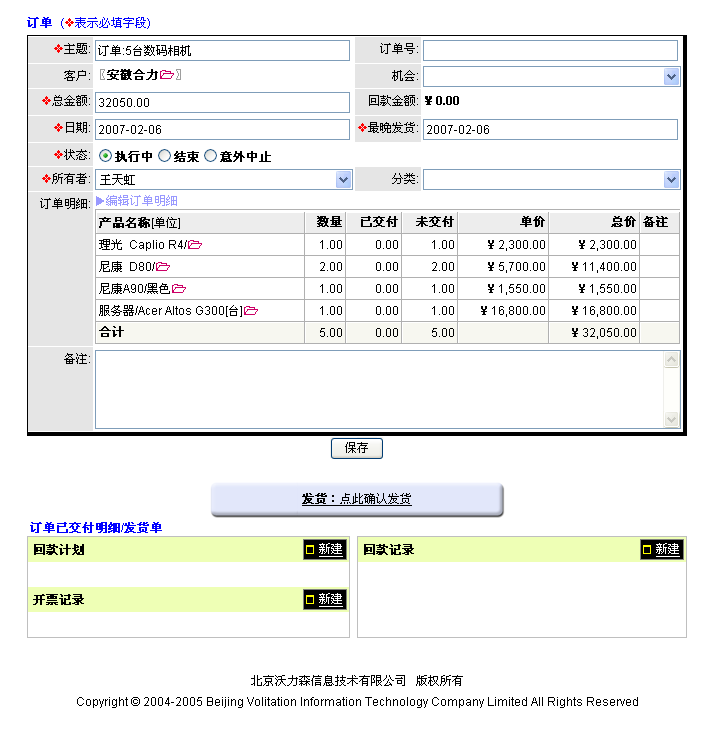 订单 (❖表示必填字段)
❖主题: 订单:5台数码相机 订单号:
客户: 〖安徽合力〗 机会:
❖总金额: 32050.00 回款金额: ¥ 0.00
❖日期: 2007-02-06 ❖最晚发货: 2007-02-06
❖状态: 执行中 结束 意外中止
❖所有者: 王天虹 分类:
订单明细: ▶编辑订单明细
产品名称[单位] 数量 已交付 未交付 单价 总价 备注
理光 Caplio R4/ 1.00 0.00 1.00 ¥ 2,300.00 ¥ 2,300.00
尼康 D80/ 2.00 0.00 2.00 ¥ 5,700.00 ¥ 11,400.00
尼康A90/黑色 1.00 0.00 1.00 ¥ 1,550.00 ¥ 1,550.00
服务器/Acer Altos G300[台] 1.00 0.00 1.00 ¥ 16,800.00 ¥ 16,800.00
合计 5.00 0.00 5.00 ¥ 32,050.00
备注:
保存
发货：点此确认发货
订单已交付明细/发货单
回款计划 新建 回款记录 新建
开票记录 新建
北京沃力森信息技术有限公司 版权所有
Copyright © 2004-2005 Beijing Volitation Information Technology Company Limited All Rights Reserved